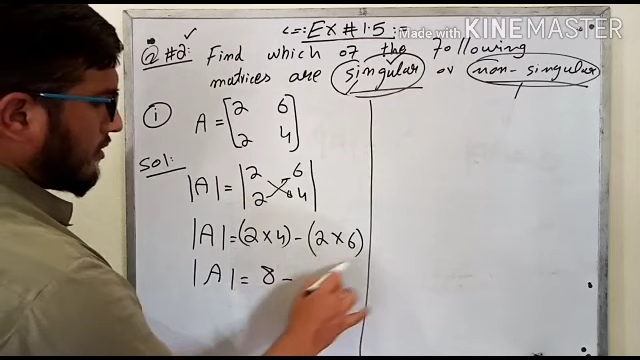 <=: Ex # 1.5 :=
Made with KINEMASTER
Q #2: Find which of the following
matrices are singular or non-singular
i A = [2 6
2 4]
Sol:
|A| = |2 6
2 4|
|A| = (2 × 4) - (2 × 6)
|A| = 8 -